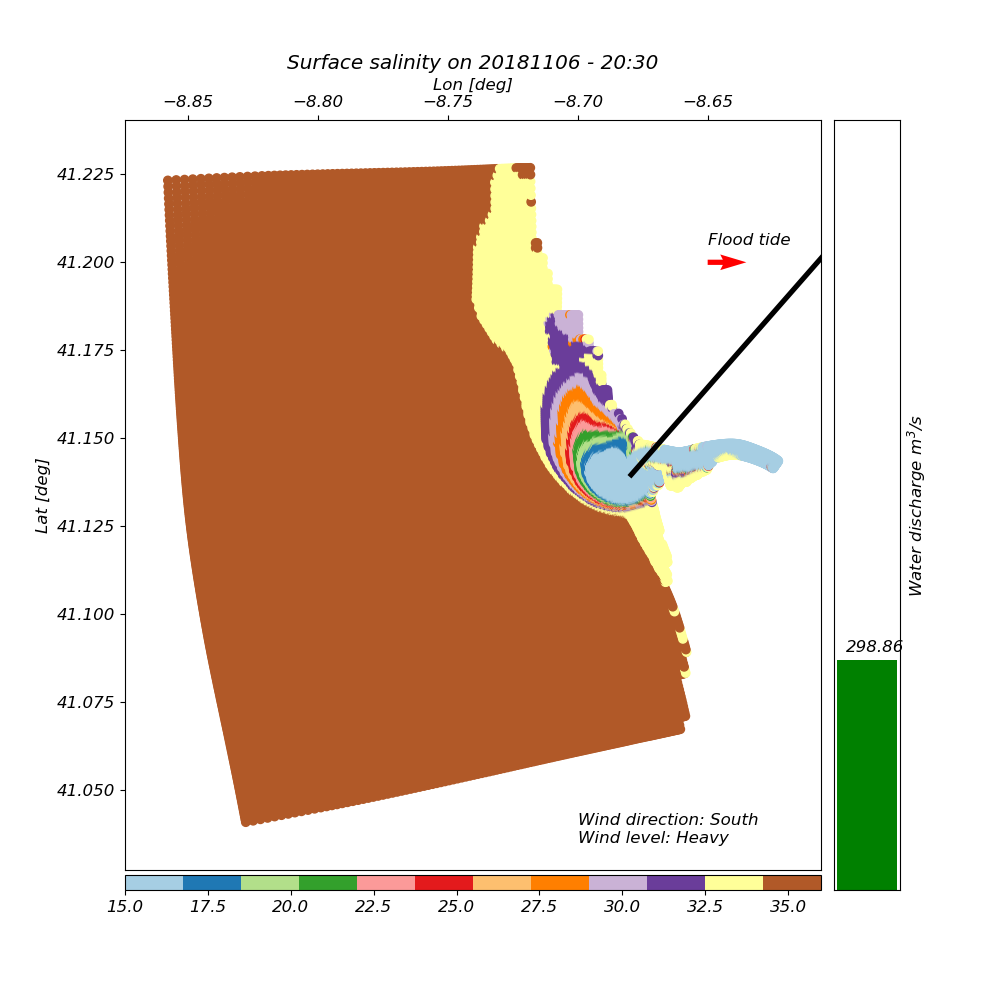 Surface salinity on 20181106 - 20:30
Lon [deg]
−8.85 −8.80 −8.75 −8.70 −8.65
41.225
41.200
41.175
41.150
41.125
41.100
41.075
41.050
Lat [deg]
Flood tide
Water discharge m³/s
298.86
Wind direction: South
Wind level: Heavy
15.0 17.5 20.0 22.5 25.0 27.5 30.0 32.5 35.0